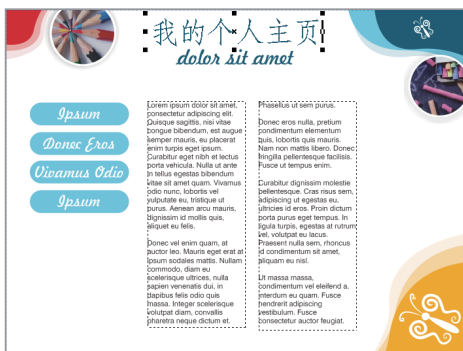 我的个人主页
dolor sit amet
Ipsum
Donec Eros
Vivamus Odio
Ipsum
Lorem ipsum dolor sit amet,
consectetur adipiscing elit.
Quisque sagittis, nisi vitae
congue bibendum, est augue
semper mauris, eu placerat
enim turpis eget ipsum.
Curabitur eget nibh et lectus
porta vehicula. Nulla ut ante
in tellus egestas bibendum
vitae sit amet quam. Vivamus
odio nunc, lobortis vel
vulputate eu, tristique ut
purus. Aenean arcu mauris,
dignissim id mollis quis,
aliquet eu felis.
Donec vel enim quam, at
auctor leo. Mauris eget erat at
ipsum sodales mattis. Nullam
commodo, diam eu
scelerisque ultrices, nulla
sapien venenatis dui, in
dapibus felis odio quis
massa. Integer scelerisque
volutpat diam, convallis
pharetra neque dictum et.
Phasellus ut sem purus.
Donec eros nulla, pretium
condimentum elementum
quis, lobortis quis mauris.
Nam non mattis libero. Donec
fringilla pellentesque facilisis.
Fusce ut tempus enim.
Curabitur dignissim molestie
pellentesque. Cras risus sem,
adipiscing ut egestas eu,
ultricies id eros. Proin dictum
porta purus eget tempus. In
ligula turpis, egestas at rutrum
vel, volutpat eu lacus.
Praesent nulla sem, rhoncus
id condimentum sit amet,
aliquam eu nisl.
Ut massa massa,
condimentum vel eleifend a,
interdum eu quam. Fusce
hendrerit adipiscing
vestibulum. Fusce
consectetur auctor feugiat.